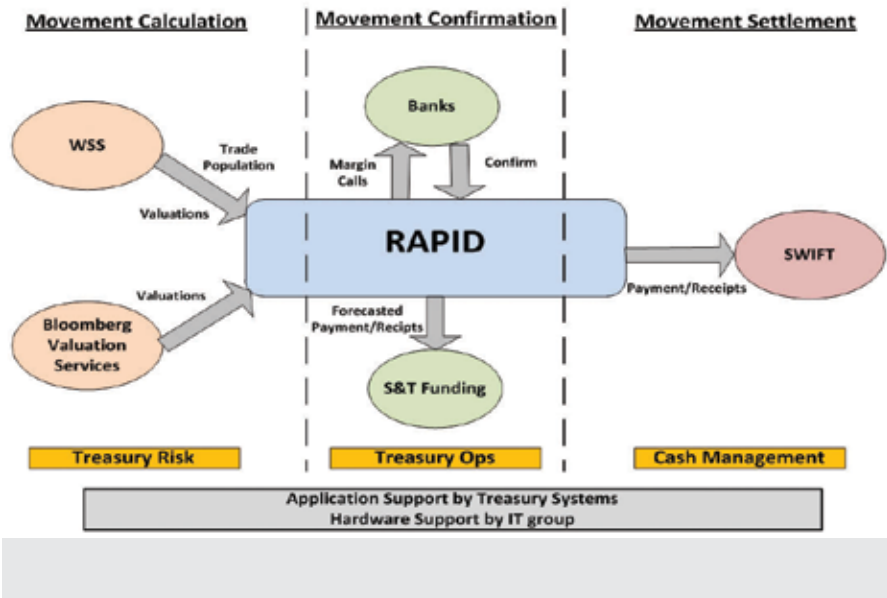 Movement Calculation
Movement Confirmation
Movement Settlement
WSS
Trade
Population
Valuations
Banks
Margin
Calls
Confirm
RAPID
SWIFT
Payment/Receipts
Valuations
Bloomberg
Valuation
Services
Forecasted
Payment/Recipts
S&T Funding
Treasury Risk
Treasury Ops
Cash Management
Application Support by Treasury Systems
Hardware Support by IT group